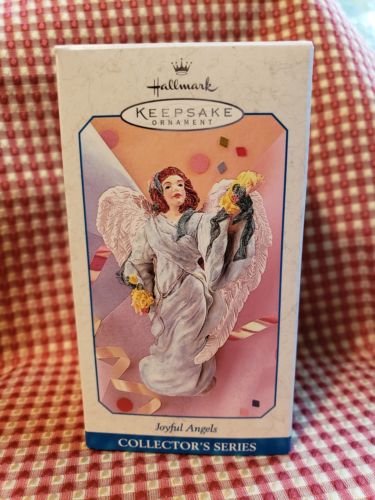 Hallmark
KEEPSAKE
ORNAMENT
Joyful Angels
COLLECTOR'S SERIES